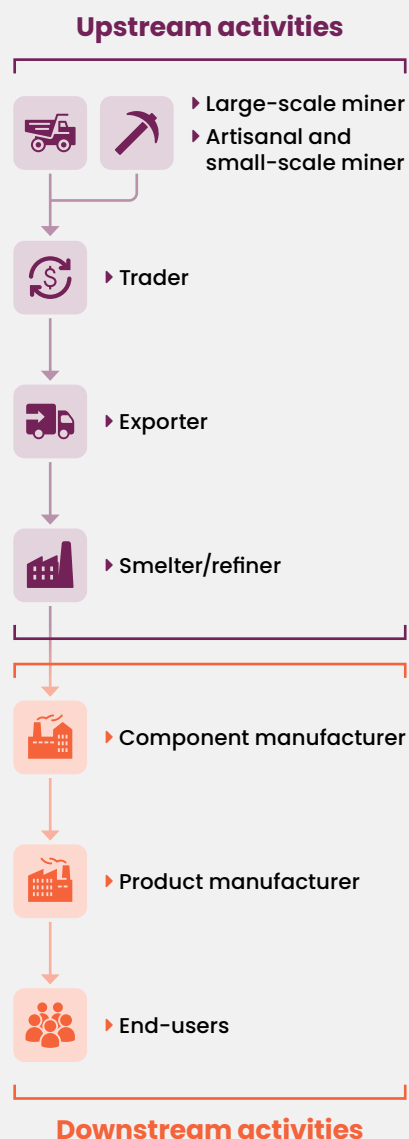 Upstream activities
Large-scale miner
Artisanal and
small-scale miner
$
Trader
Exporter
Smelter/refiner
Component manufacturer
Product manufacturer
End-users
Downstream activities